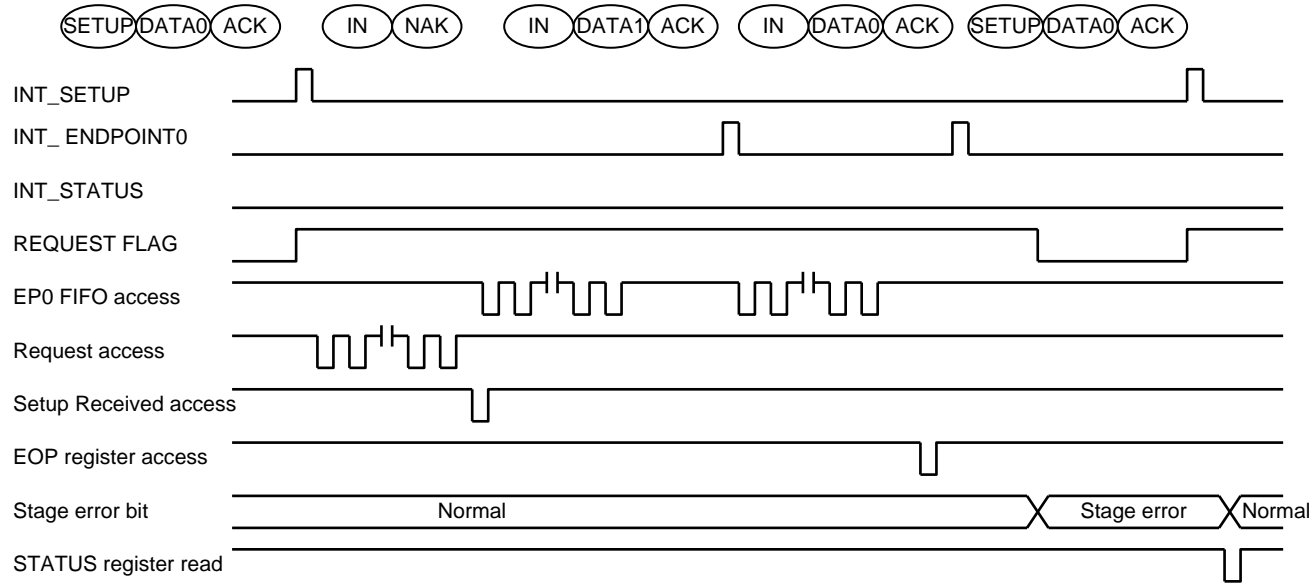 SETUP DATA0 ACK IN NAK IN DATA1 ACK IN DATA0 ACK SETUP DATA0 ACK
INT_SETUP
INT_ ENDPOINT0
INT_STATUS
REQUEST FLAG
EP0 FIFO access
Request access
Setup Received access
EOP register access
Stage error bit Normal Stage error Normal
STATUS register read